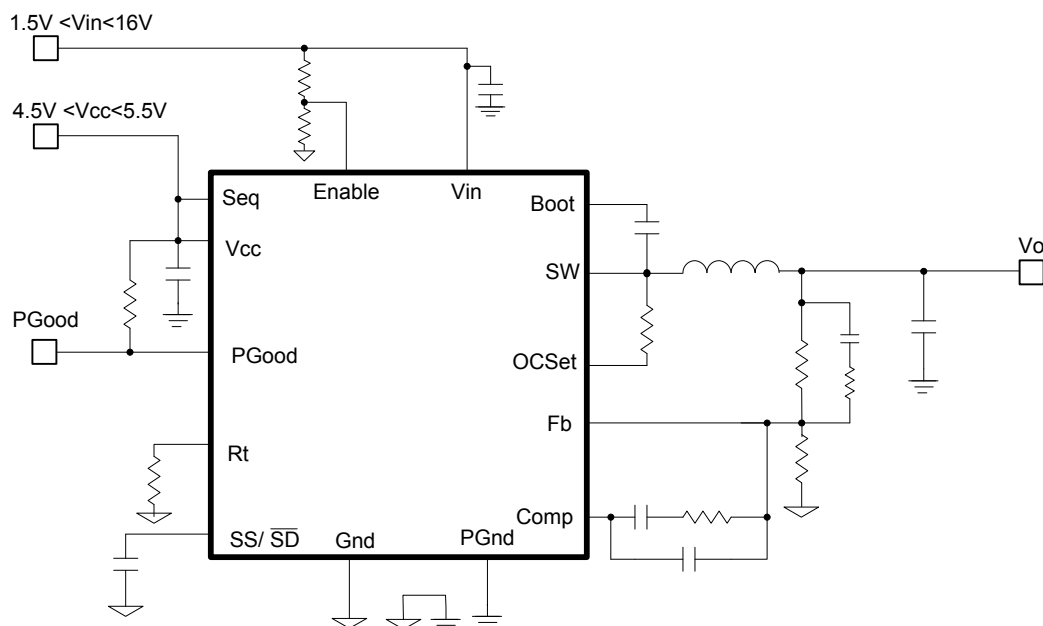 1.5V <Vin<16V
4.5V <Vcc<5.5V
Enable
Vin
Seq
Boot
Vcc
SW
Vo
PGood
PGood
OCSet
Fb
Rt
Comp
SS/ SD
Gnd
PGnd